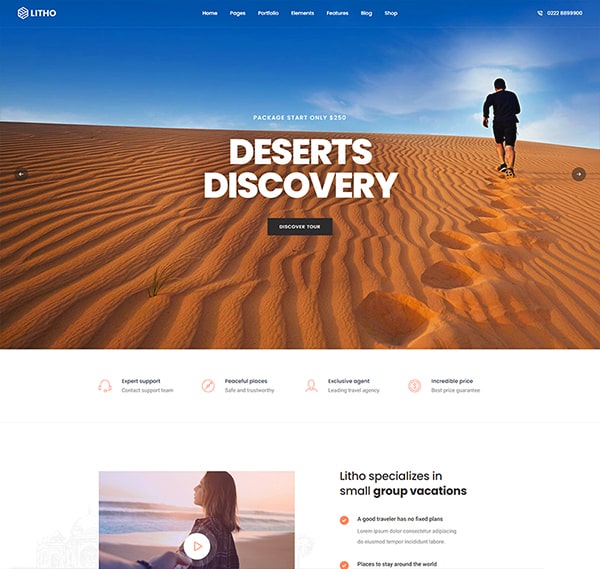 LITHO
Home Pages Portfolio Elements Features Blog Shop
0222 8899900
PACKAGE START ONLY $250
DESERTS
DISCOVERY
DISCOVER TOUR
Expert support
Contact support team
Peaceful places
Safe and trustworthy
Exclusive agent
Leading travel agency
Incredible price
Best price guarantee
Litho specializes in
small group vacations
A good traveler has no fixed plans
Lorem ipsum dolor consectetur adipiscing
do eiusmod tempor incididunt labore.
Places to stay around the world